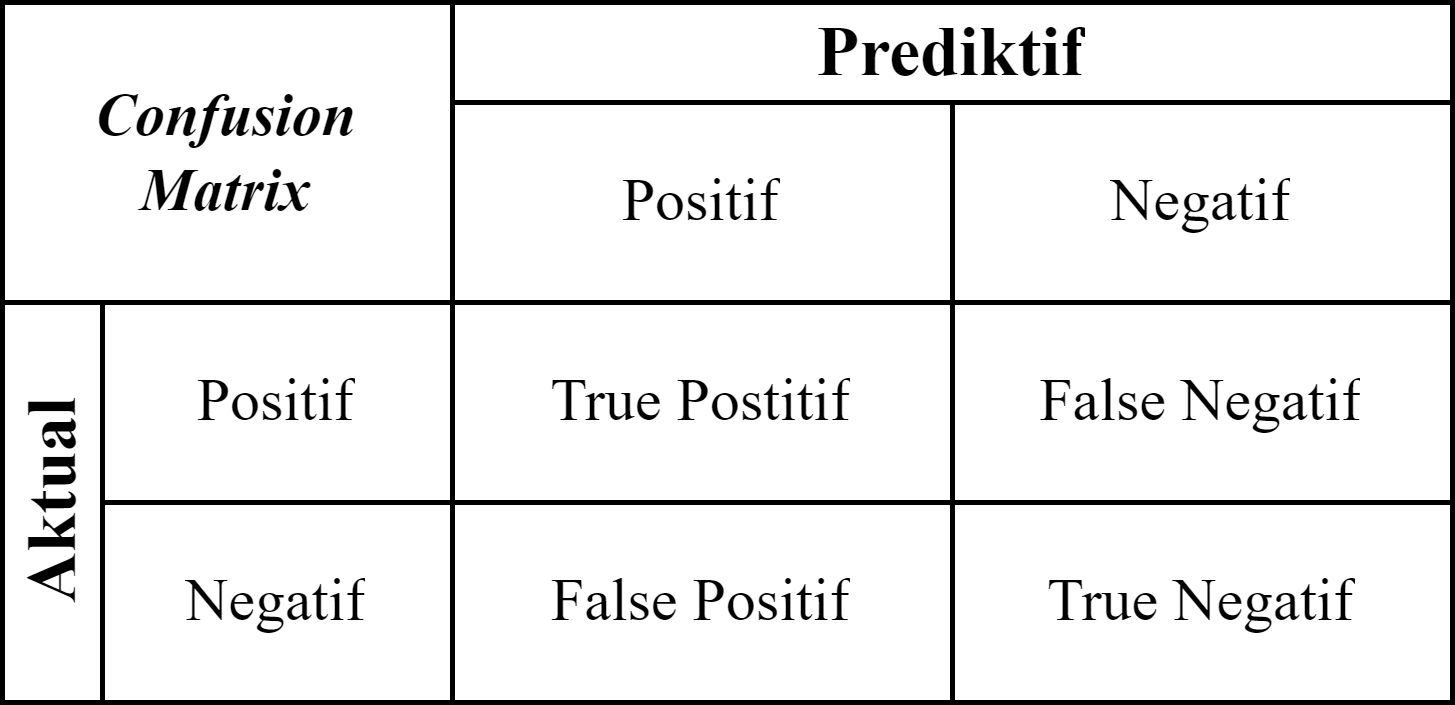 Confusion
Matrix
Prediktif
Positif
Negatif
Aktual
Positif
True Postitif
False Negatif
Negatif
False Positif
True Negatif